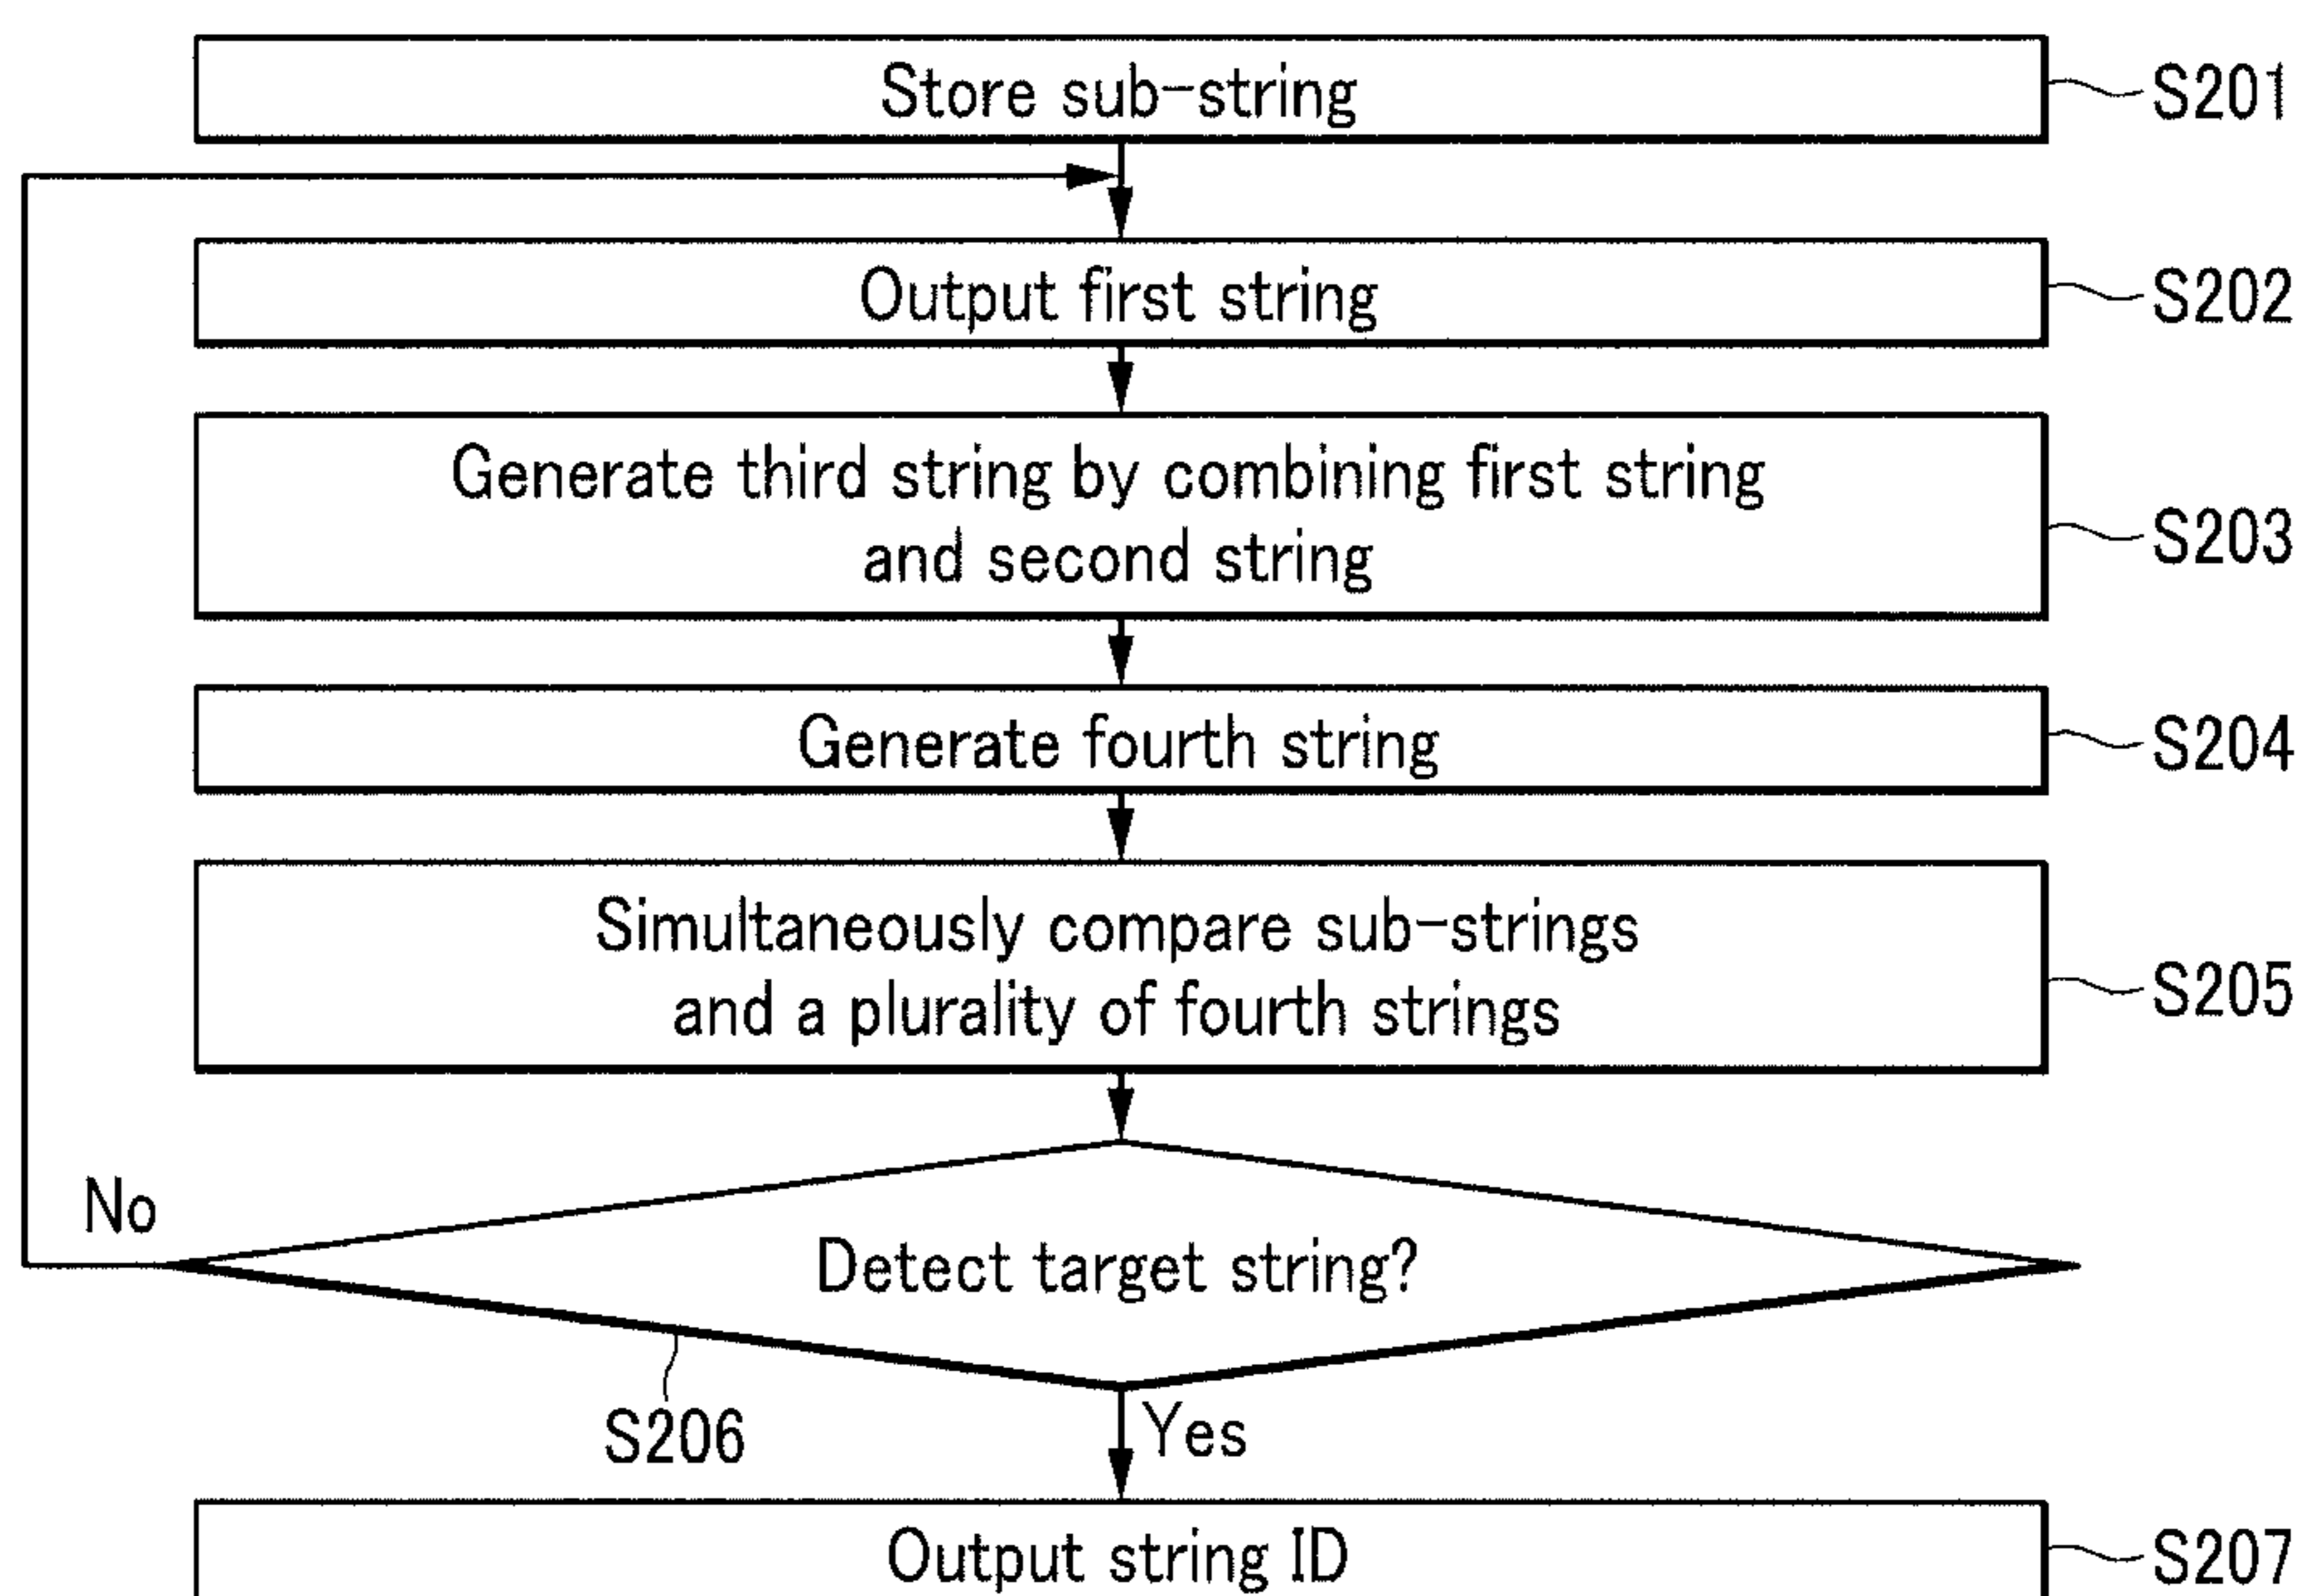 Store sub-string
S201
Output first string
S202
Generate third string by combining first string
and second string
S203
Generate fourth string
S204
Simultaneously compare sub-strings
and a plurality of fourth strings
S205
No
Detect target string?
S206
Yes
Output string ID
S207